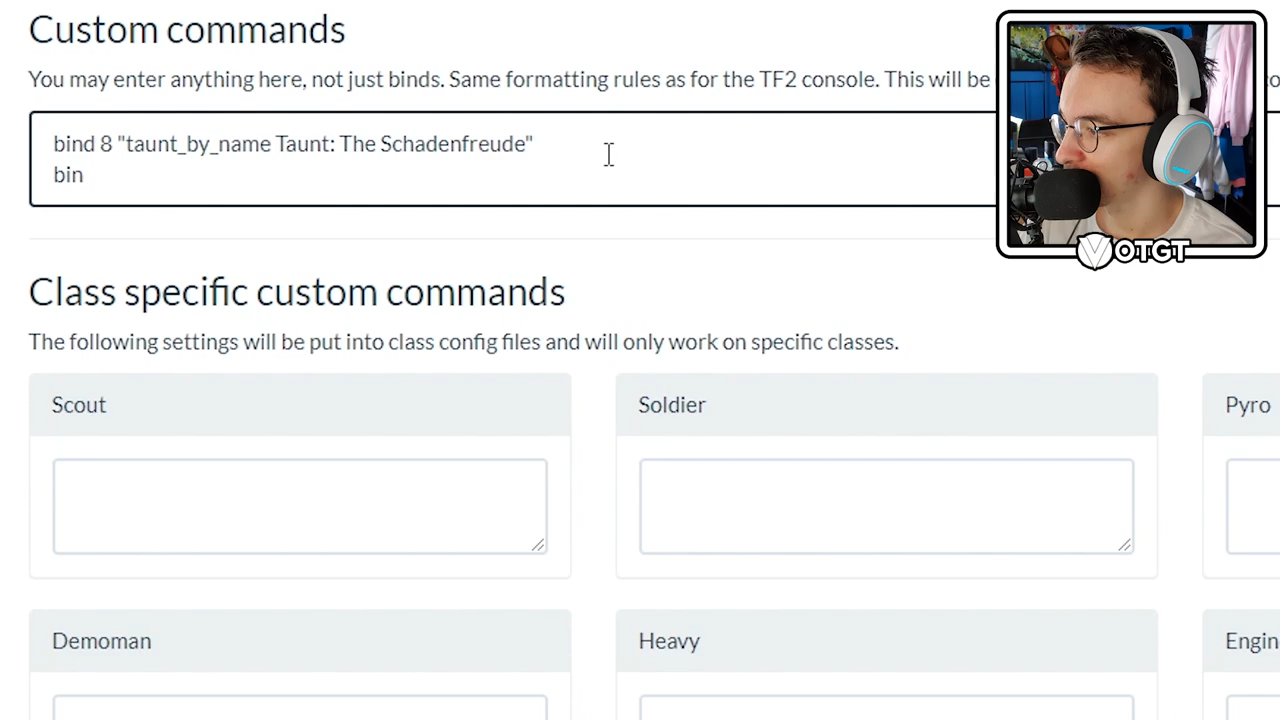 Custom commands
You may enter anything here, not just binds. Same formatting rules as for the TF2 console. This will be
bind 8 "taunt_by_name Taunt: The Schadenfreude"
bin
VOTGT
Class specific custom commands
The following settings will be put into class config files and will only work on specific classes.
Scout
Soldier
Pyro
Demoman
Heavy
Engin